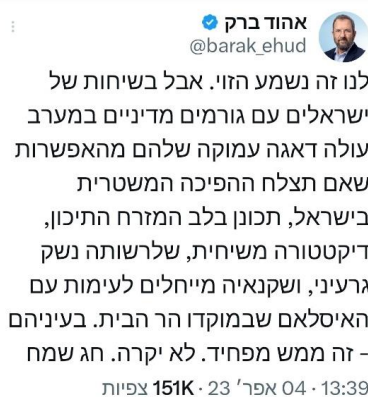 אהוד ברק
@barak_ehud
לנו זה נשמע הזוי. אבל בשיחות של
ישראלים עם גורמים מדיניים במערב
עולה דאגה עמוקה שלהם מהאפשרות
שאם תצלח ההפיכה המשטרית
בישראל, תכונן בלב המזרח התיכון,
דיקטטורה משיחית, שלרשותה נשק
גרעיני, ושקנאיה מייחלים לעימות עם
האיסלאם שבמוקדו הר הבית. בעיניהם
- זה ממש מפחיד. לא יקרה. חג שמח
13:39 · 04 אפר׳ 23 · 151K צפיות